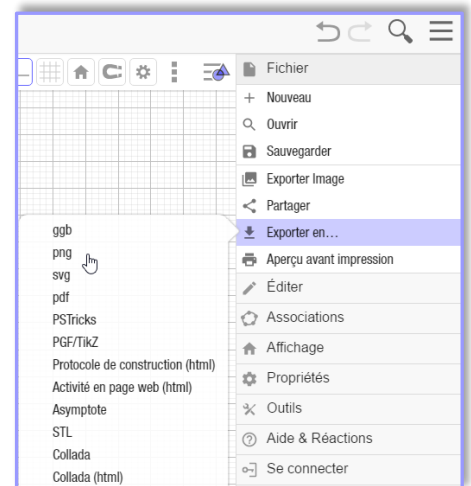 Fichier
Nouveau
Ouvrir
Sauvegarder
Exporter Image
Partager
Exporter en…
Aperçu avant impression
Éditer
Associations
Affichage
Propriétés
Outils
Aide & Réactions
Se connecter
ggb
png
svg
pdf
PSTricks
PGF/TikZ
Protocole de construction (html)
Activité en page web (html)
Asymptote
STL
Collada
Collada (html)